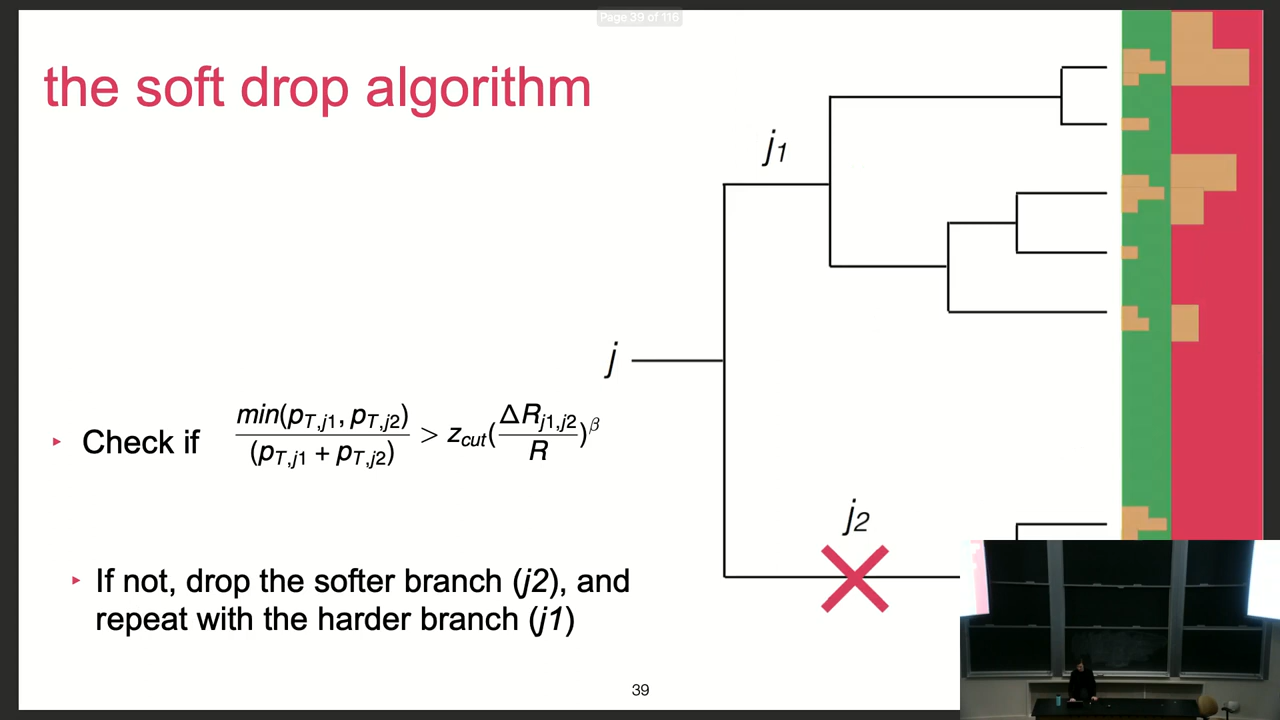 Page 39 of 116
the soft drop algorithm
j1
j
Check if min(pT,j1, pT,j2) / (pT,j1 + pT,j2) > zcut(ΔRj1,j2 / R)^β
j2
If not, drop the softer branch (j2), and
repeat with the harder branch (j1)
39